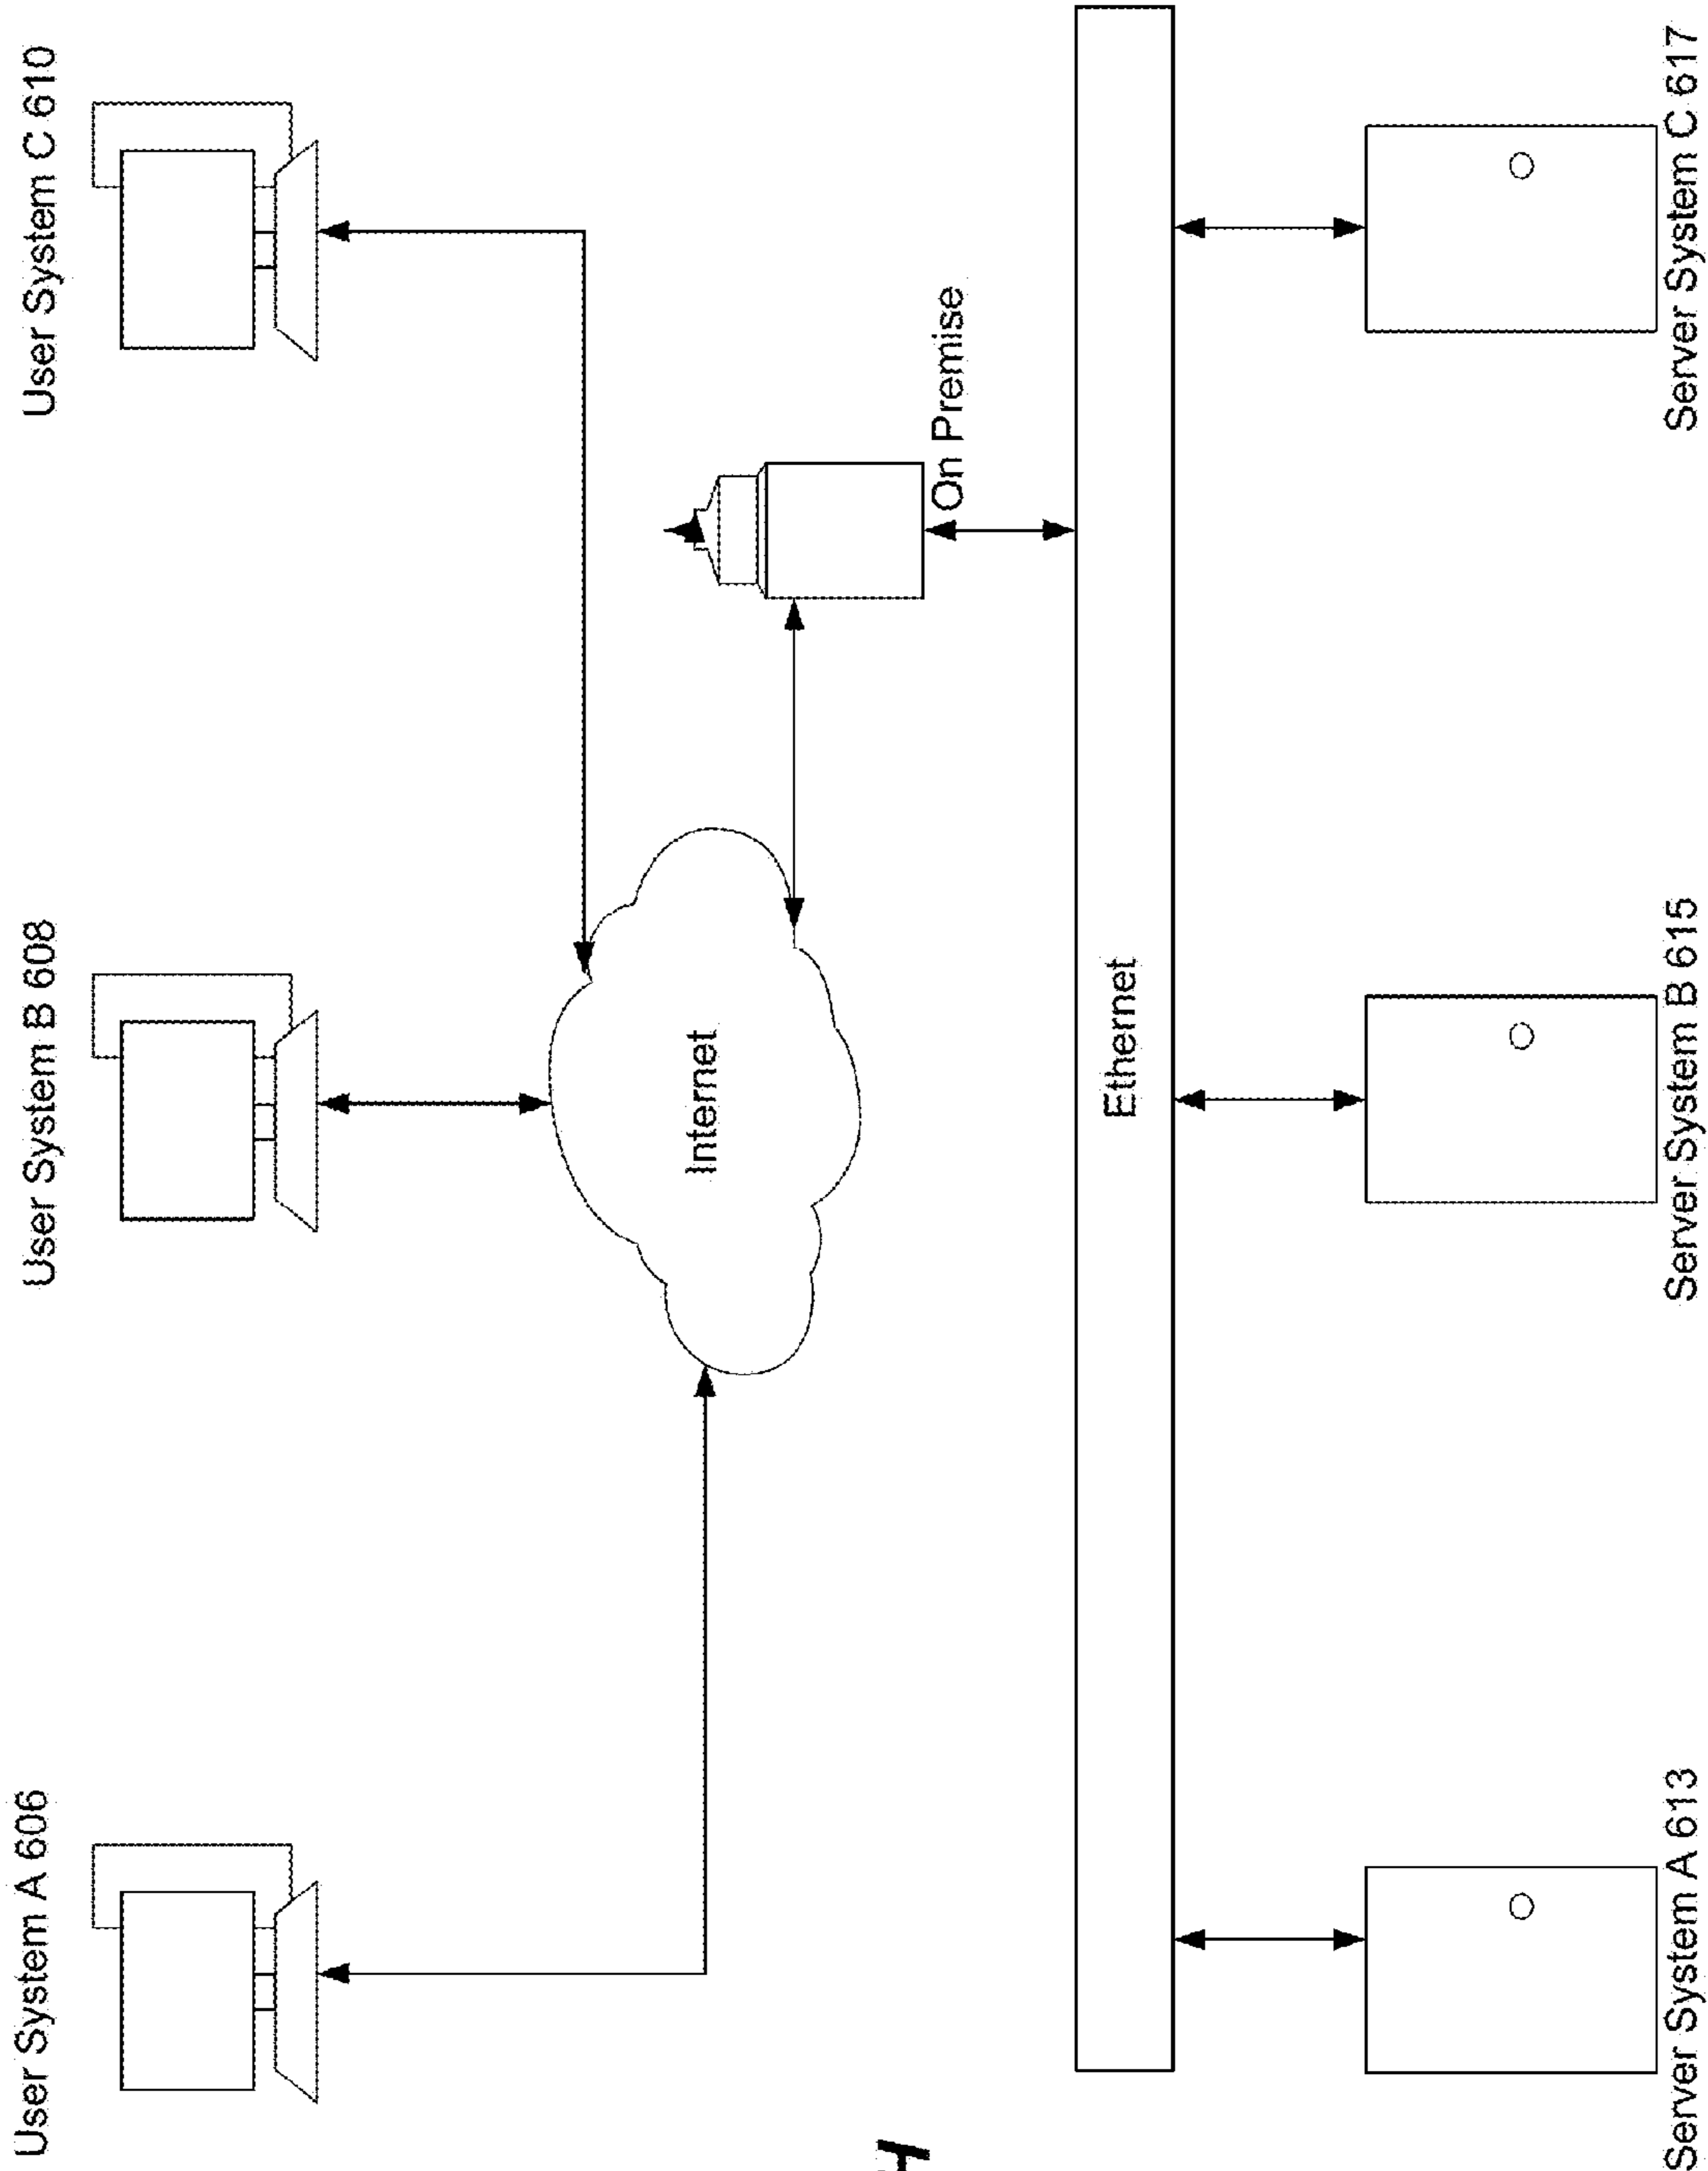 User System A 606
User System B 608
User System C 610
Internet
On Premise
Ethernet
Server System A 613
Server System B 615
Server System C 617